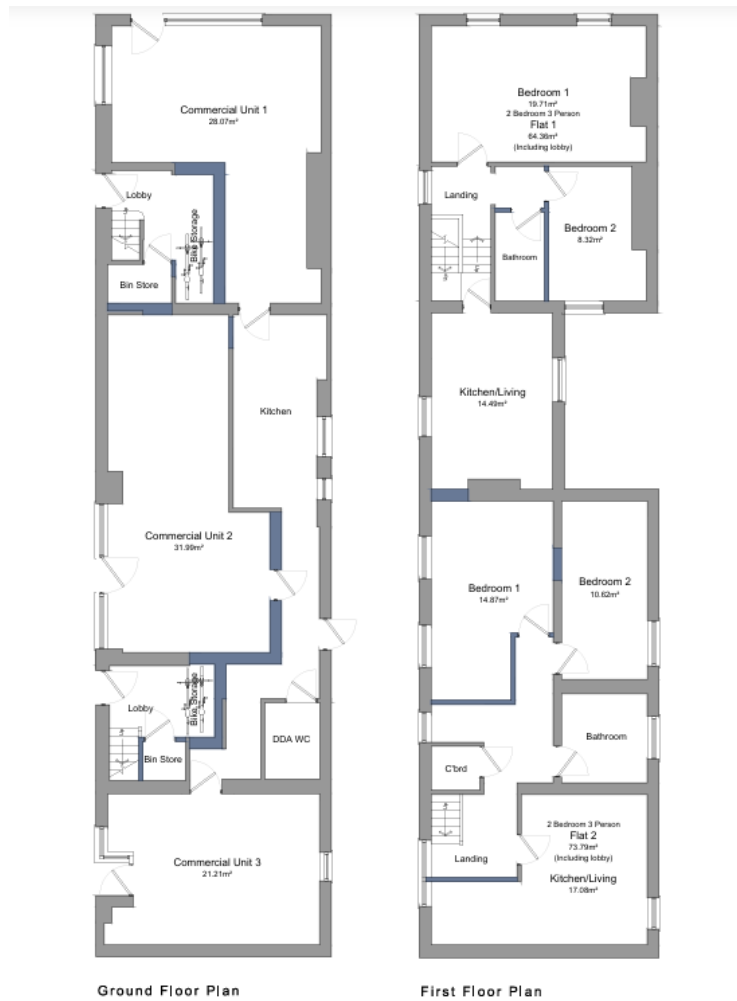 Commercial Unit 1
28.07m²
Lobby
Bike Storage
Bin Store
Kitchen
Commercial Unit 2
31.99m²
Lobby
Bike Storage
Bin Store
DDA WC
Commercial Unit 3
21.21m²
Ground Floor Plan
Bedroom 1
19.71m²
2 Bedroom 3 Person
Flat 1
64.36m²
(Including lobby)
Landing
Bedroom 2
8.32m²
Bathroom
Kitchen/Living
14.49m²
Bedroom 1
14.87m²
Bedroom 2
10.62m²
Bathroom
C'brd
2 Bedroom 3 Person
Flat 2
73.79m²
(Including lobby)
Landing
Kitchen/Living
17.08m²
First Floor Plan